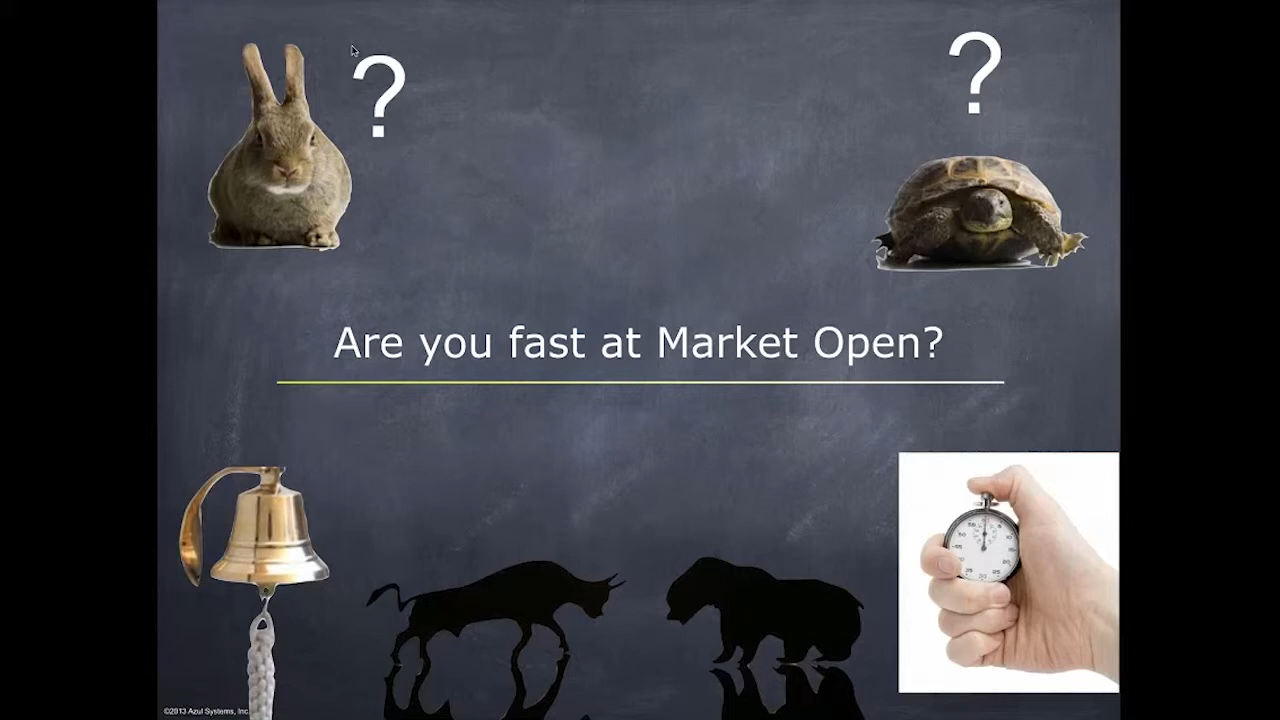 ?
?
Are you fast at Market Open?
©2013 Azul Systems, Inc.